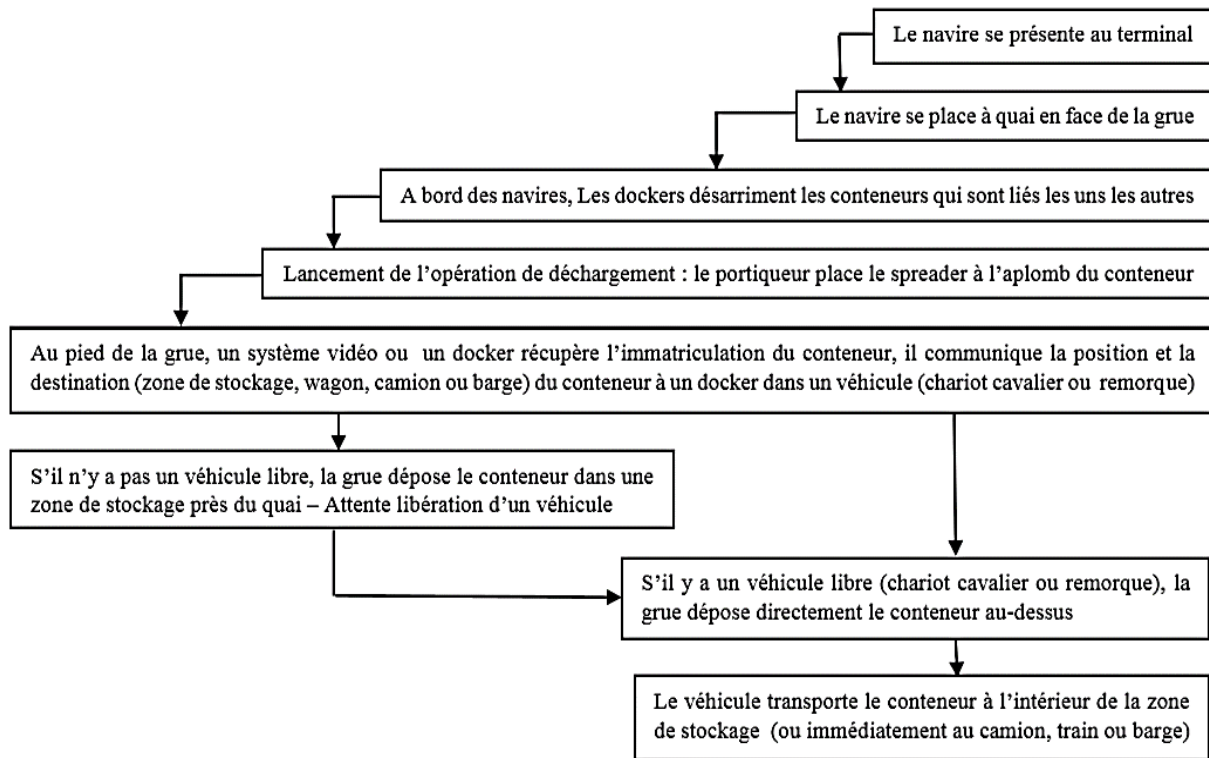 Le navire se présente au terminal
Le navire se place à quai en face de la grue
A bord des navires, Les dockers désarriment les conteneurs qui sont liés les uns les autres
Lancement de l’opération de déchargement : le portiqueur place le spreader à l’aplomb du conteneur
Au pied de la grue, un système vidéo ou un docker récupère l’immatriculation du conteneur, il communique la position et la
destination (zone de stockage, wagon, camion ou barge) du conteneur à un docker dans un véhicule (chariot cavalier ou remorque)
S’il n’y a pas un véhicule libre, la grue dépose le conteneur dans une
zone de stockage près du quai – Attente libération d’un véhicule
S’il y a un véhicule libre (chariot cavalier ou remorque), la
grue dépose directement le conteneur au-dessus
Le véhicule transporte le conteneur à l’intérieur de la zone
de stockage (ou immédiatement au camion, train ou barge)